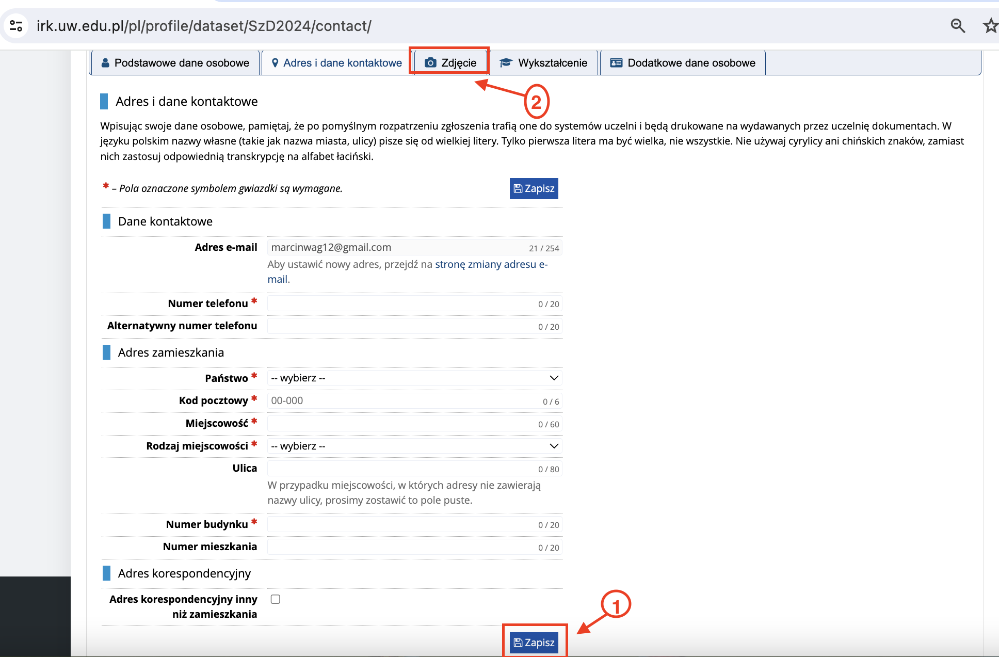 irk.uw.edu.pl/pl/profile/dataset/SzD2024/contact/
Podstawowe dane osobowe
Adres i dane kontaktowe
Zdjęcie
Wykształcenie
Dodatkowe dane osobowe
2
Adres i dane kontaktowe
Wpisując swoje dane osobowe, pamiętaj, że po pomyślnym rozpatrzeniu zgłoszenia trafią one do systemów uczelni i będą drukowane na wydawanych przez uczelnię dokumentach. W
języku polskim nazwy własne (takie jak nazwa miasta, ulicy) pisze się od wielkiej litery. Tylko pierwsza litera ma być wielka, nie wszystkie. Nie używaj cyrylicy ani chińskich znaków, zamiast
nich zastosuj odpowiednią transkrypcję na alfabet łaciński.
* – Pola oznaczone symbolem gwiazdki są wymagane.
Zapisz
Dane kontaktowe
Adres e-mail marcinwag12@gmail.com 21 / 254
Aby ustawić nowy adres, przejdź na stronę zmiany adresu e-
mail.
Numer telefonu * 0 / 20
Alternatywny numer telefonu 0 / 20
Adres zamieszkania
Państwo * -- wybierz --
Kod pocztowy * 00-000 0 / 6
Miejscowość * 0 / 60
Rodzaj miejscowości * -- wybierz --
Ulica 0 / 80
W przypadku miejscowości, w których adresy nie zawierają
nazwy ulicy, prosimy zostawić to pole puste.
Numer budynku * 0 / 20
Numer mieszkania 0 / 20
Adres korespondencyjny
Adres korespondencyjny inny
niż zamieszkania
1
Zapisz